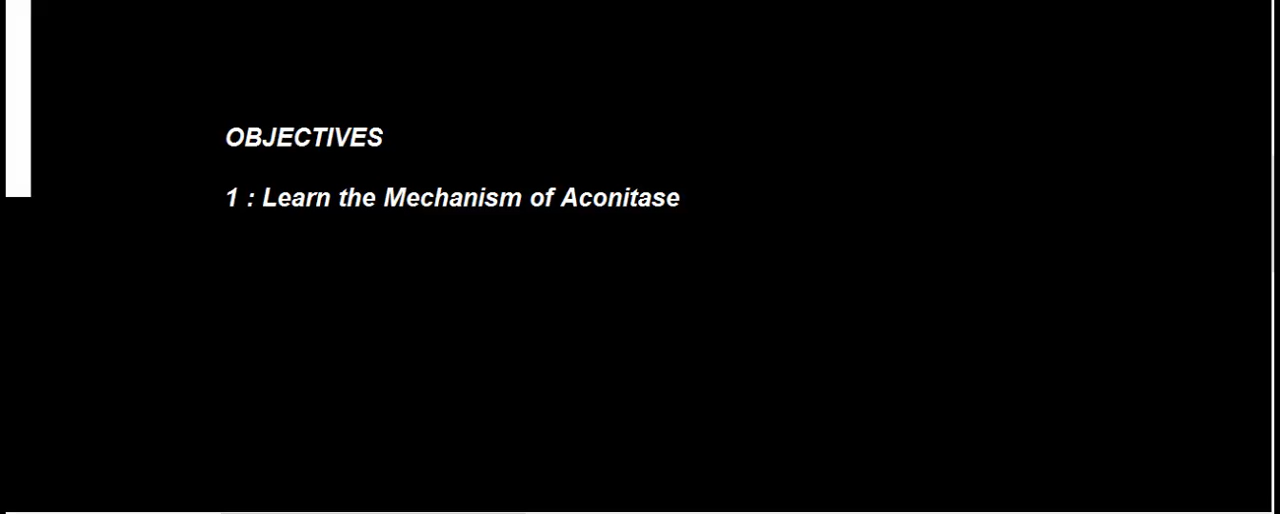 OBJECTIVES
1 : Learn the Mechanism of Aconitase